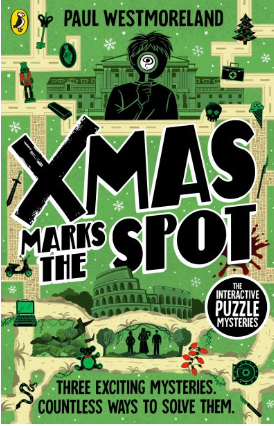 PAUL WESTMORELAND
XMAS
MARKS
THE
SPOT
THE
INTERACTIVE
PUZZLE
MYSTERIES
THREE EXCITING MYSTERIES.
COUNTLESS WAYS TO SOLVE THEM.